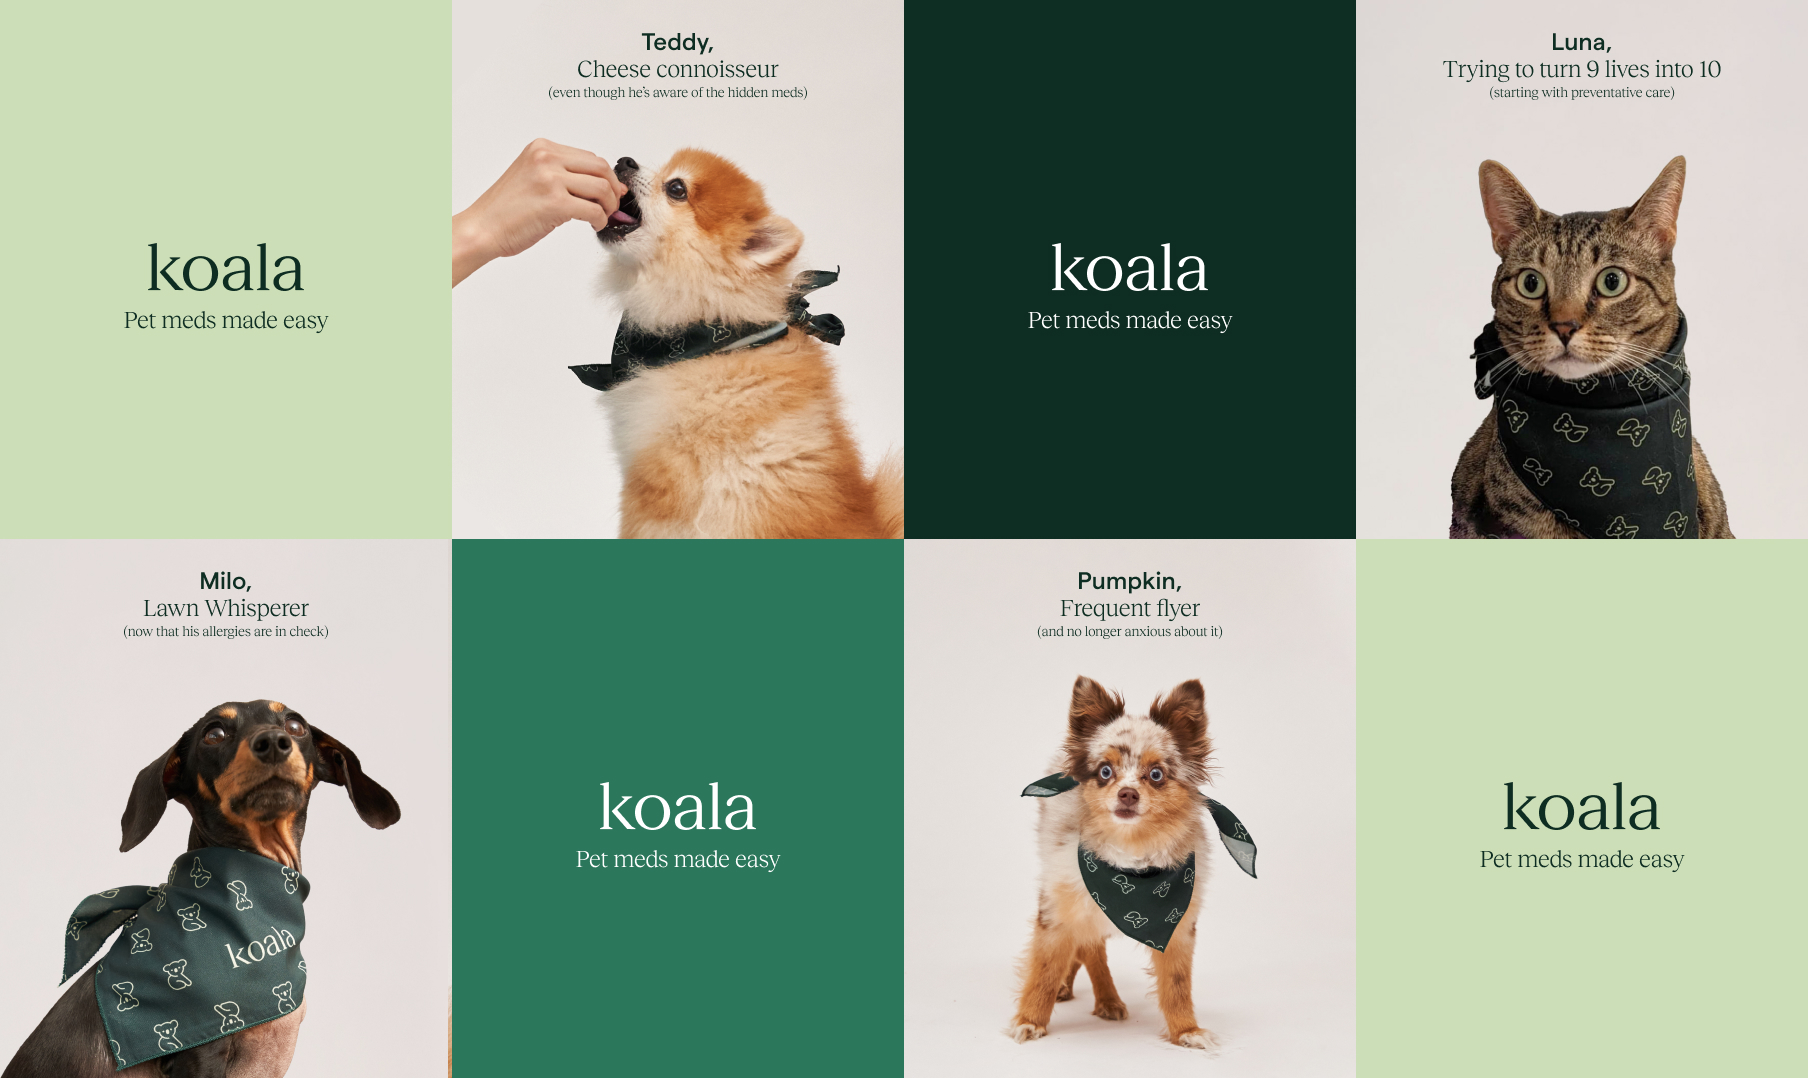 koala
Pet meds made easy
Teddy,
Cheese connoisseur
(even though he's aware of the hidden meds)
koala
Pet meds made easy
Luna,
Trying to turn 9 lives into 10
(starting with preventative care)
Milo,
Lawn Whisperer
(now that his allergies are in check)
koala
koala
Pet meds made easy
Pumpkin,
Frequent flyer
(and no longer anxious about it)
koala
Pet meds made easy